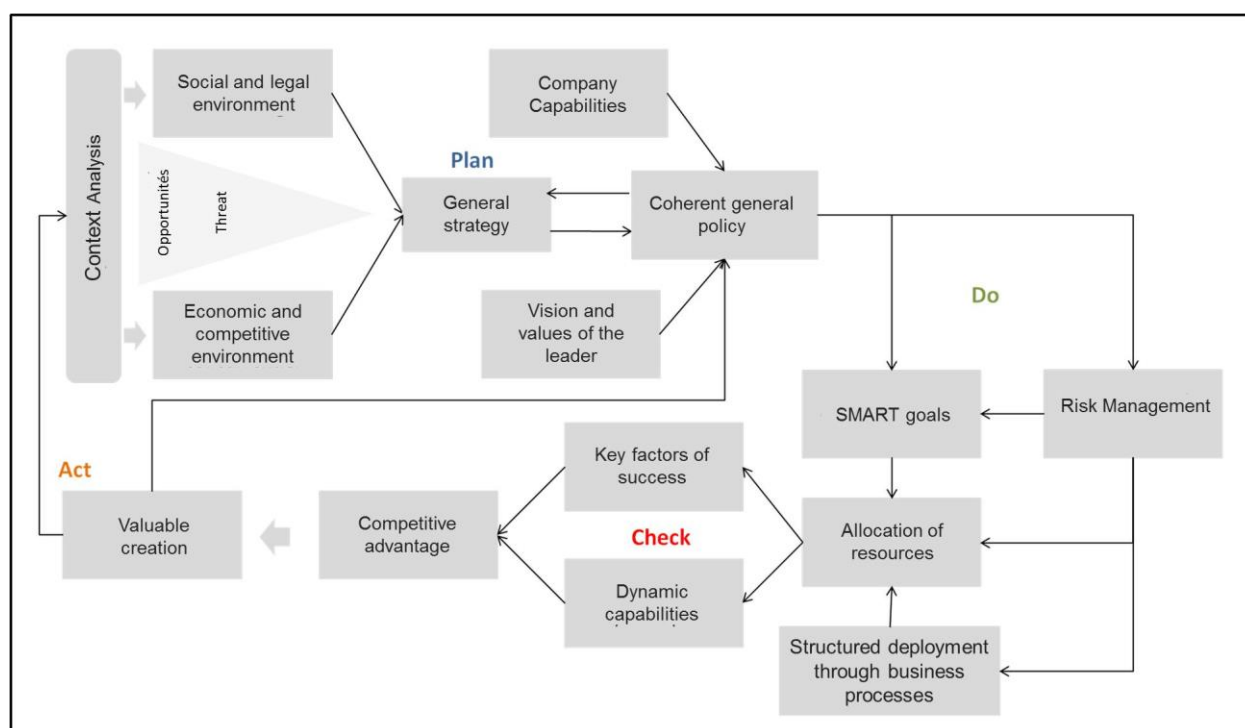 Context Analysis
Social and legal
environment
Opportunités
Threat
Economic and
competitive
environment
Plan
General
strategy
Company
Capabilities
Coherent general
policy
Vision and
values of the
leader
Do
SMART goals
Risk Management
Allocation of
resources
Structured deployment
through business
processes
Check
Key factors of
success
Dynamic
capabilities
Competitive
advantage
Act
Valuable
creation